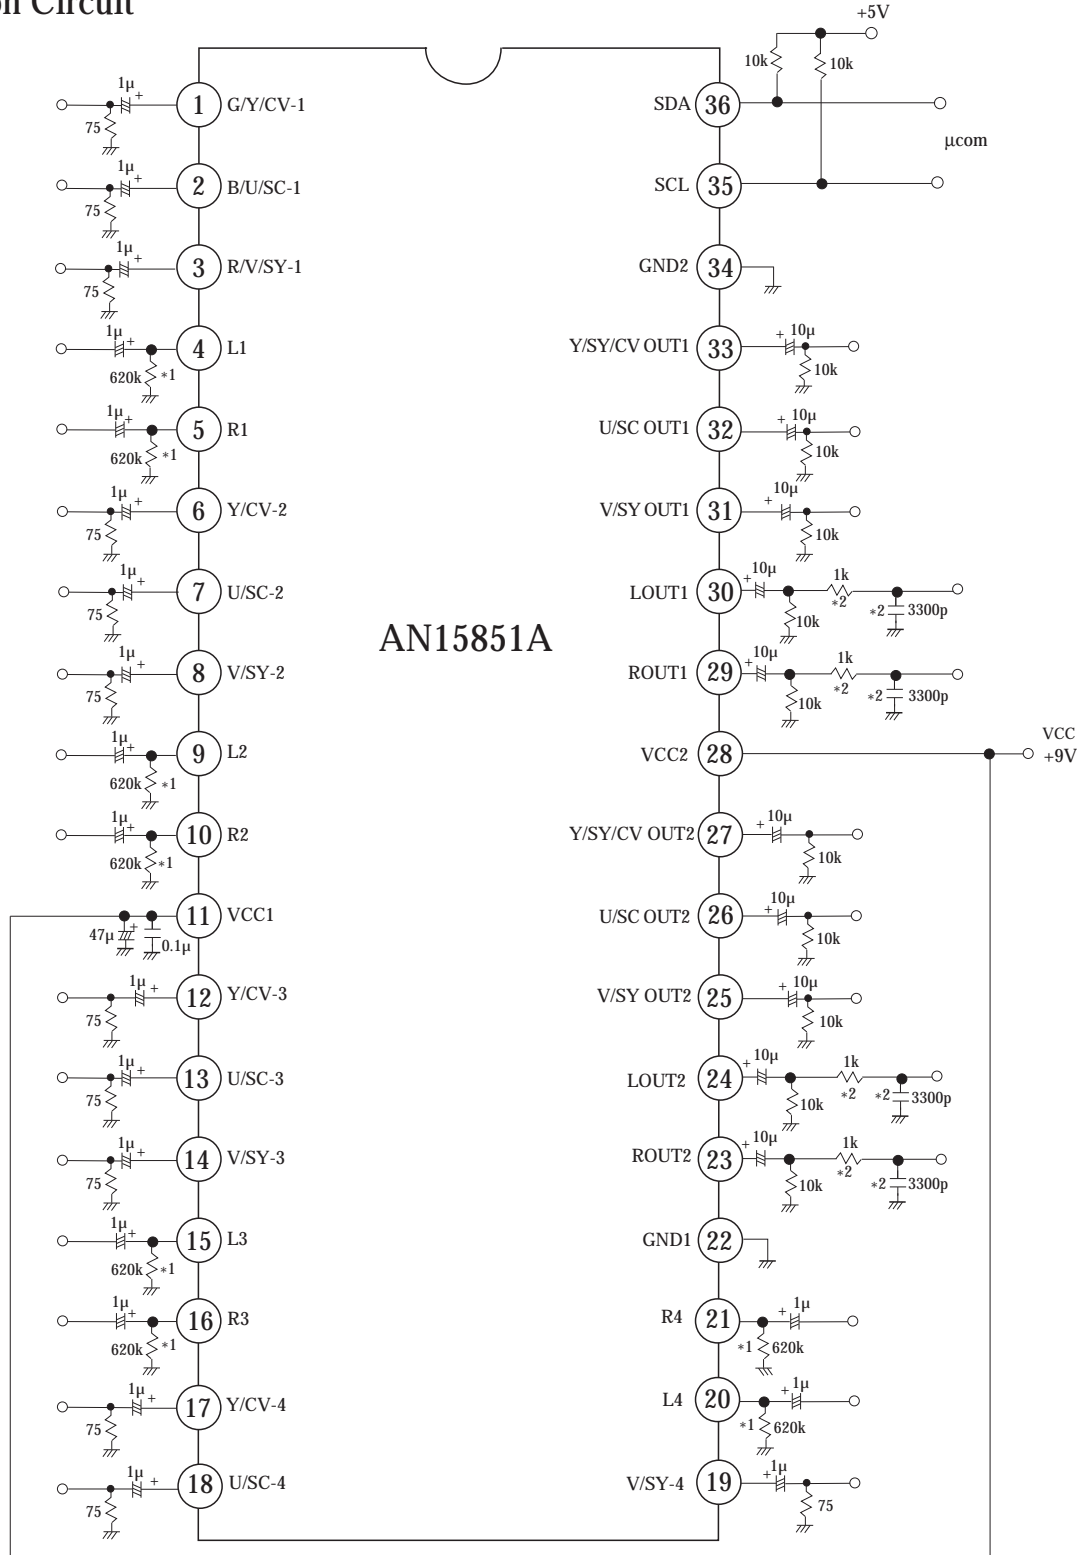 on Circuit
+5V
10k
10k
1μ
+
75
1
G/Y/CV-1
SDA
36
μcom
1μ
+
75
2
B/U/SC-1
SCL
35
1μ
+
75
3
R/V/SY-1
GND2
34
1μ
+
620k
*1
4
L1
Y/SY/CV OUT1
33
+
10μ
10k
1μ
+
620k
*1
5
R1
U/SC OUT1
32
+
10μ
10k
1μ
+
75
6
Y/CV-2
V/SY OUT1
31
+
10μ
10k
1μ
+
75
7
U/SC-2
LOUT1
30
+
10μ
10k
1k
*2
*2
3300p
AN15851A
1μ
+
75
8
V/SY-2
ROUT1
29
+
10μ
10k
1k
*2
*2
3300p
1μ
+
620k
*1
9
L2
VCC2
28
VCC
+9V
1μ
+
620k
*1
10
R2
Y/SY/CV OUT2
27
+
10μ
10k
47μ
+
0.1μ
11
VCC1
U/SC OUT2
26
+
10μ
10k
1μ
+
75
12
Y/CV-3
V/SY OUT2
25
+
10μ
10k
1μ
+
75
13
U/SC-3
LOUT2
24
+
10μ
10k
1k
*2
*2
3300p
1μ
+
75
14
V/SY-3
ROUT2
23
+
10μ
10k
1k
*2
*2
3300p
1μ
+
620k
*1
15
L3
GND1
22
1μ
+
620k
*1
16
R3
R4
21
+
1μ
*1
620k
1μ
+
75
17
Y/CV-4
L4
20
+
1μ
*1
620k
1μ
+
75
18
U/SC-4
V/SY-4
19
+
1μ
75